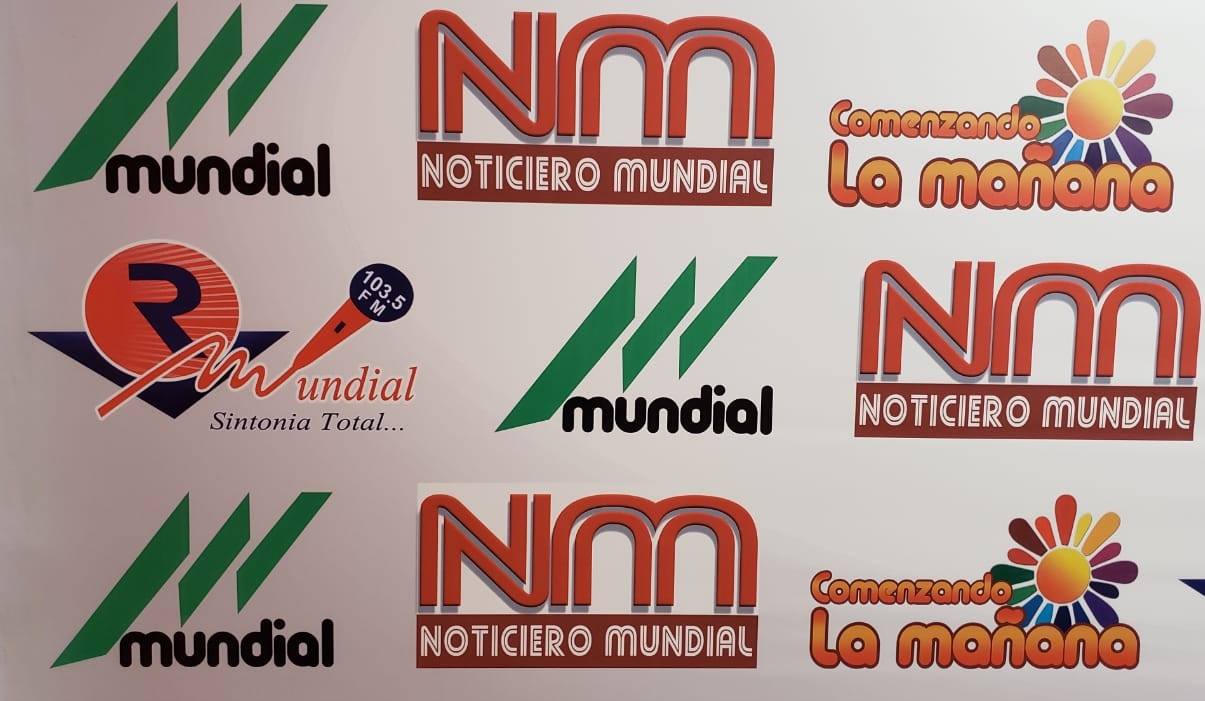 mundial
NM
NOTICIERO MUNDIAL
Comenzando
La mañana
R
Mundial
103.5
FM
Sintonia Total...
mundial
NM
NOTICIERO MUNDIAL
mundial
NM
NOTICIERO MUNDIAL
Comenzando
La mañana